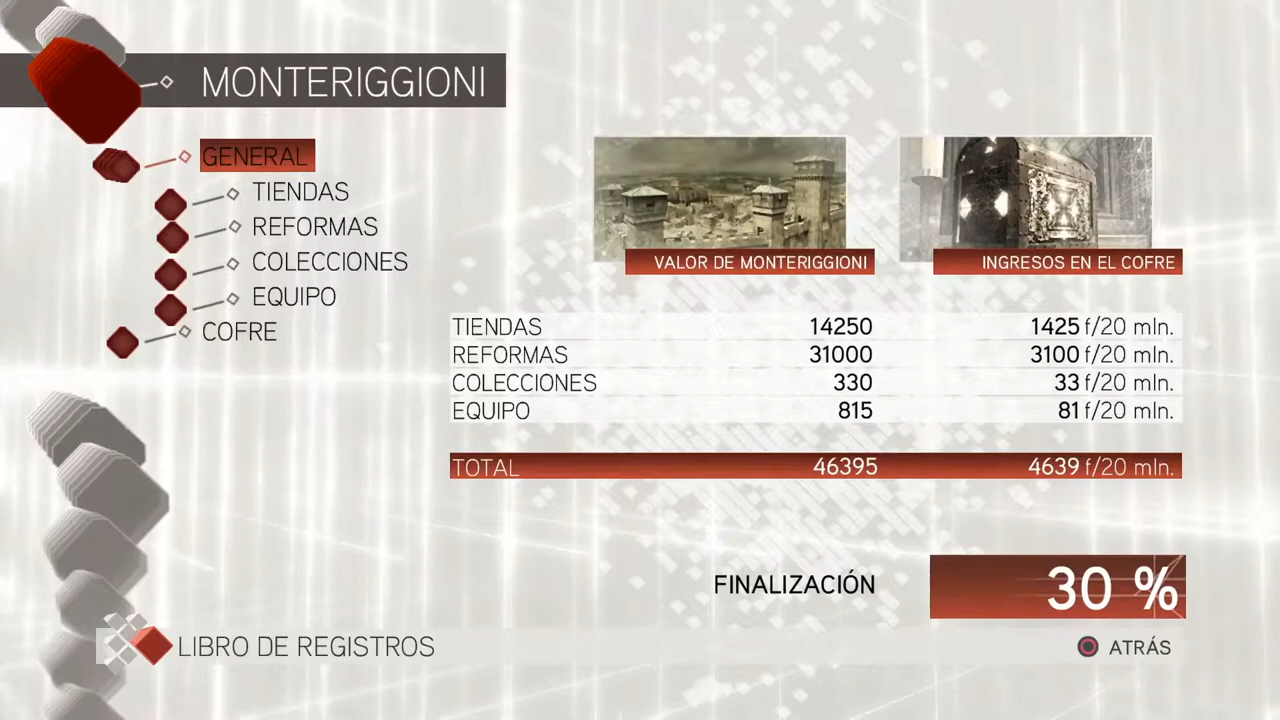 MONTERIGGIONI
GENERAL
TIENDAS
REFORMAS
COLECCIONES
EQUIPO
COFRE
VALOR DE MONTERIGGIONI INGRESOS EN EL COFRE
TIENDAS 14250 1425 f/20 mln.
REFORMAS 31000 3100 f/20 mln.
COLECCIONES 330 33 f/20 mln.
EQUIPO 815 81 f/20 mln.
TOTAL 46395 4639 f/20 mln.
FINALIZACIÓN 30 %
LIBRO DE REGISTROS ATRÁS